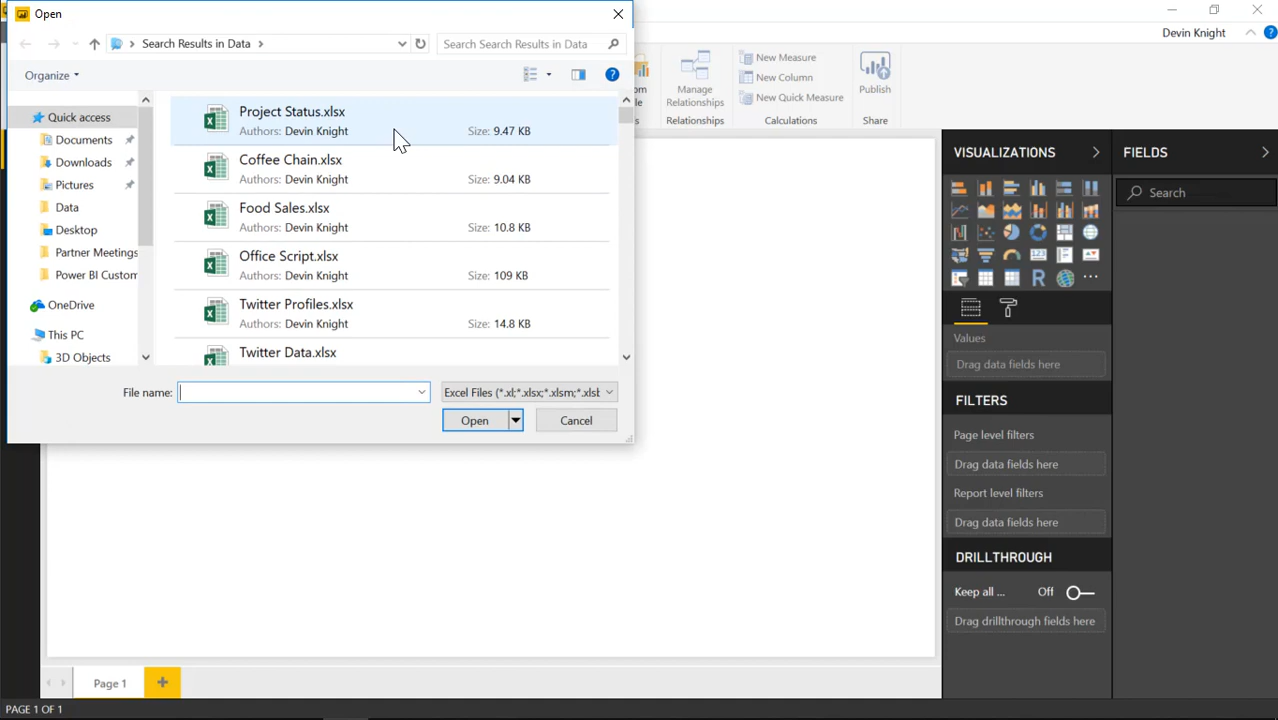 Open
Devin Knight
Search Results in Data
Search Search Results in Data
Organize
Quick access
Documents
Downloads
Pictures
Data
Desktop
Partner Meetings
Power BI Custom
OneDrive
This PC
3D Objects
Project Status.xlsx
Authors: Devin Knight
Size: 9.47 KB
Coffee Chain.xlsx
Authors: Devin Knight
Size: 9.04 KB
Food Sales.xlsx
Authors: Devin Knight
Size: 10.8 KB
Office Script.xlsx
Authors: Devin Knight
Size: 109 KB
Twitter Profiles.xlsx
Authors: Devin Knight
Size: 14.8 KB
Twitter Data.xlsx
File name:
Excel Files (*.xl;*.xlsx;*.xlsm;*.xlsb
Open
Cancel
Manage
Relationships
Relationships
New Measure
New Column
New Quick Measure
Calculations
Publish
Share
VISUALIZATIONS
R
Values
Drag data fields here
FILTERS
Page level filters
Drag data fields here
Report level filters
Drag data fields here
DRILLTHROUGH
Keep all ...
Off
Drag drillthrough fields here
FIELDS
Search
Page 1
PAGE 1 OF 1